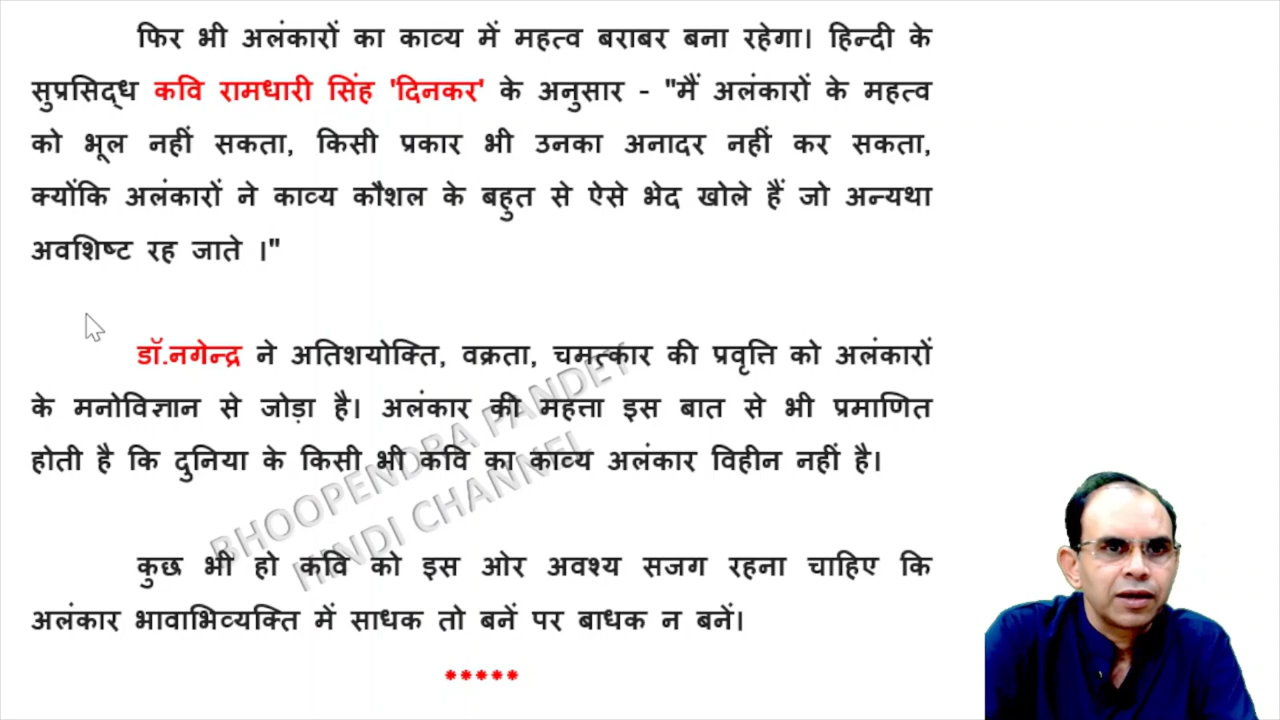 फिर भी अलंकारों का काव्य में महत्व बराबर बना रहेगा। हिन्दी के
सुप्रसिद्ध कवि रामधारी सिंह 'दिनकर' के अनुसार - "मैं अलंकारों के महत्व
को भूल नहीं सकता, किसी प्रकार भी उनका अनादर नहीं कर सकता,
क्योंकि अलंकारों ने काव्य कौशल के बहुत से ऐसे भेद खोले हैं जो अन्यथा
अवशिष्ट रह जाते ।"
डॉ.नगेन्द्र ने अतिशयोक्ति, वक्रता, चमत्कार की प्रवृत्ति को अलंकारों
के मनोविज्ञान से जोड़ा है। अलंकार की महत्ता इस बात से भी प्रमाणित
होती है कि दुनिया के किसी भी कवि का काव्य अलंकार विहीन नहीं है।
कुछ भी हो कवि को इस ओर अवश्य सजग रहना चाहिए कि
अलंकार भावाभिव्यक्ति में साधक तो बनें पर बाधक न बनें।
*****
BHOOPENDRA PANDEY
HINDI CHANNEL